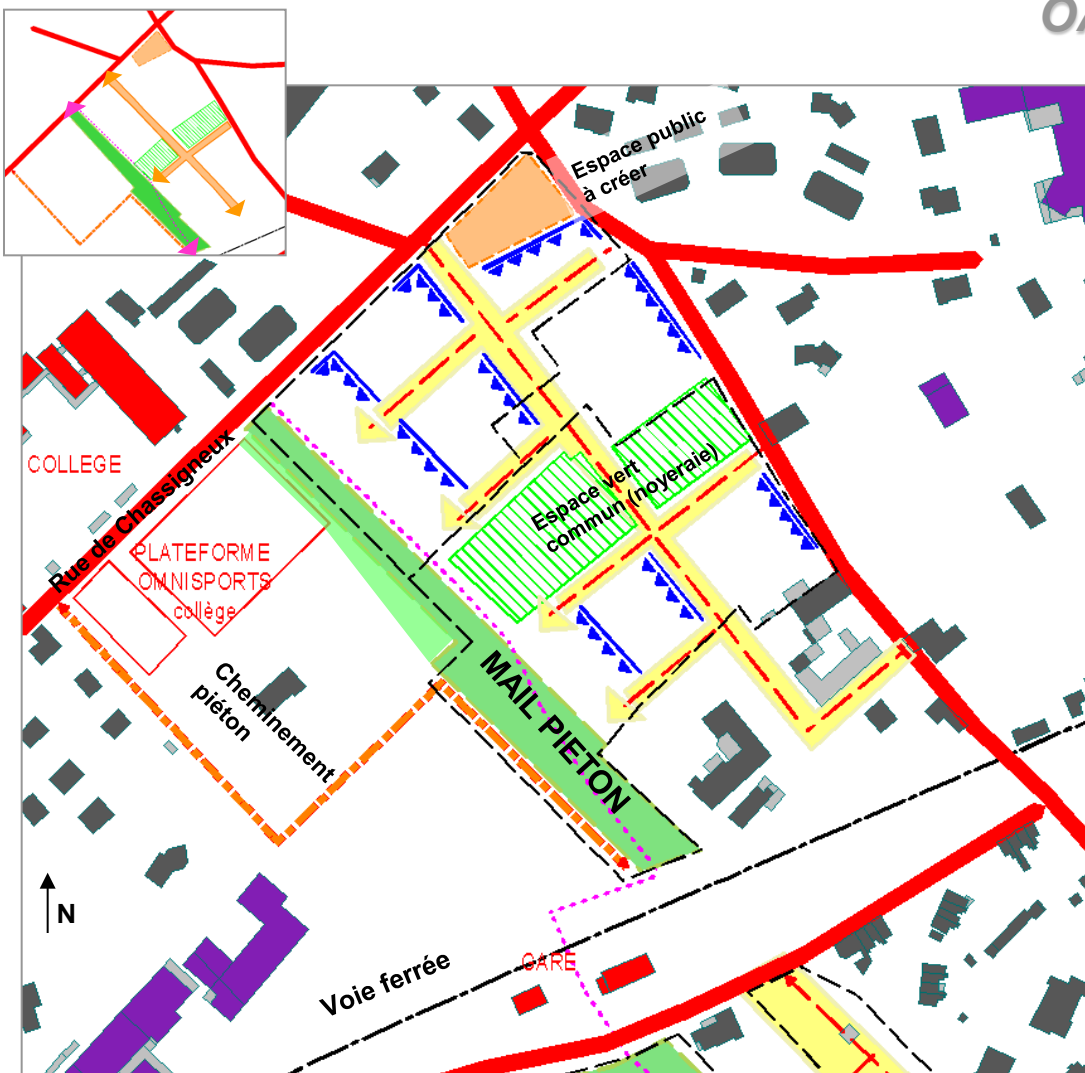 Espace public
à créer
COLLEGE
Rue de Chassigneux
PLATEFORME
OMNISPORTS
collège
Espace vert
commun (noyeraie)
Cheminement
piéton
MAIL PIETON
N
Voie ferrée
GARE